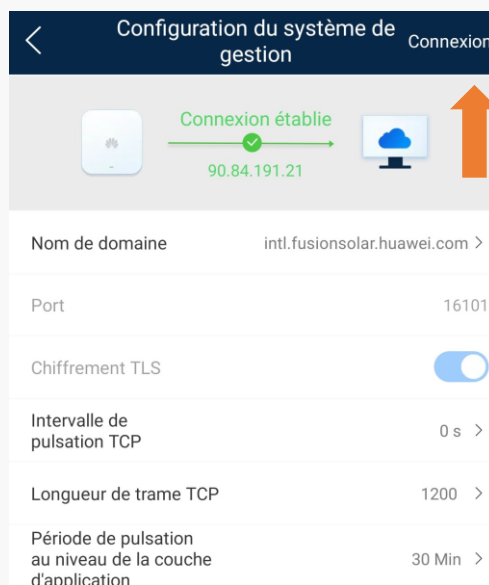 Configuration du système de
gestion
Connexion
Connexion établie
90.84.191.21
Nom de domaine
intl.fusionsolar.huawei.com >
Port
16101
Chiffrement TLS
Intervalle de
pulsation TCP
0 s >
Longueur de trame TCP
1200 >
Période de pulsation
au niveau de la couche
d'application
30 Min >